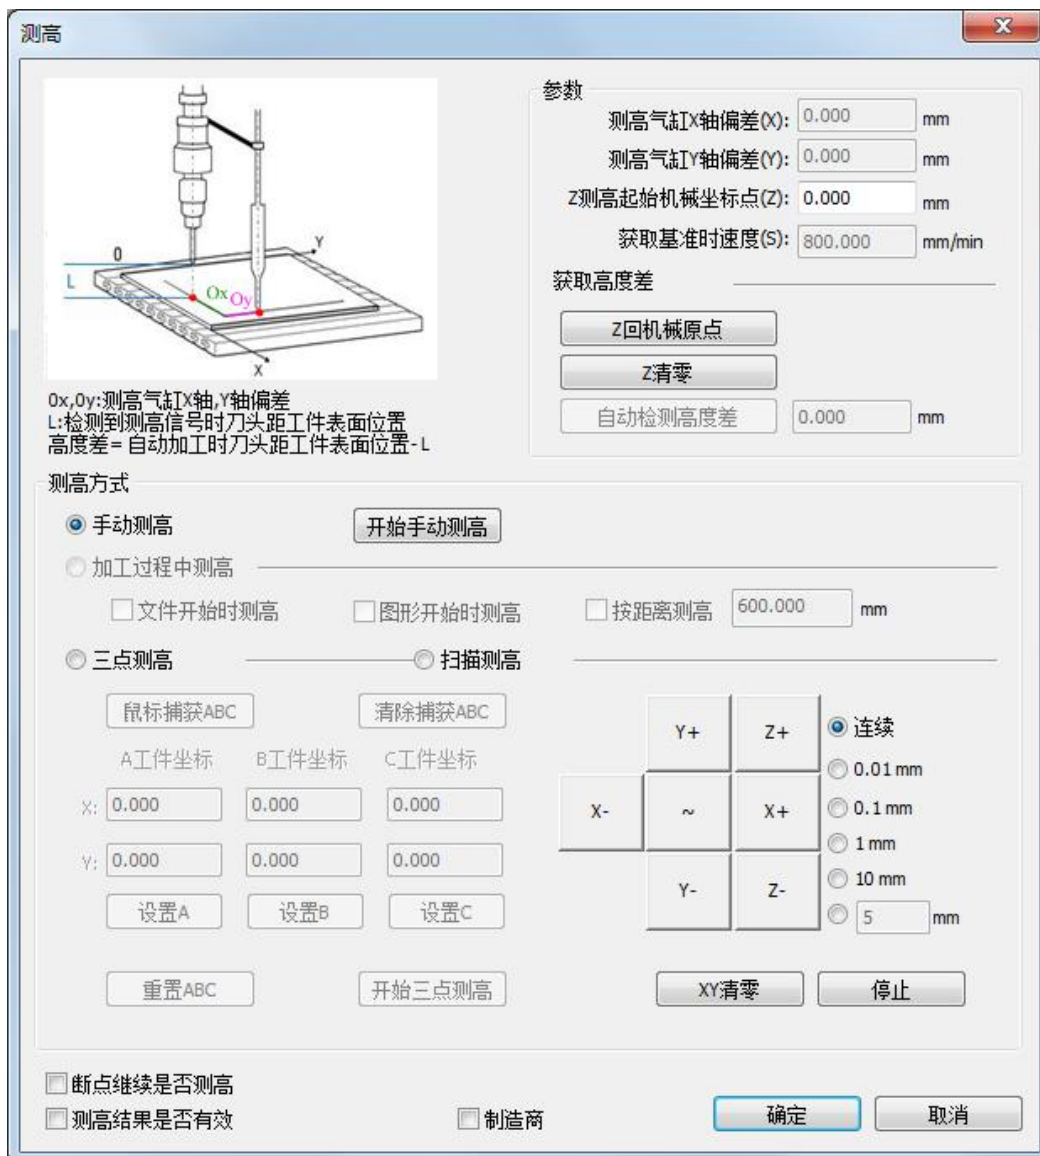 测高
X
参数
测高气缸X轴偏差(X): 0.000 mm
测高气缸Y轴偏差(Y): 0.000 mm
Z测高起始机械坐标点(Z): 0.000 mm
获取基准时速度(S): 800.000 mm/min
获取高度差
Z回机械原点
Z清零
自动检测高度差 0.000 mm
0
Y
L
Ox
Oy
X
Ox,Oy:测高气缸X轴,Y轴偏差
L:检测到测高信号时刀头距工件表面位置
高度差=自动加工时刀头距工件表面位置-L
测高方式
手动测高 开始手动测高
加工过程中测高
文件开始时测高 图形开始时测高 按距离测高 600.000 mm
三点测高 扫描测高
鼠标捕获ABC 清除捕获ABC
A工件坐标 B工件坐标 C工件坐标
X: 0.000 0.000 0.000
Y: 0.000 0.000 0.000
设置A 设置B 设置C
重置ABC 开始三点测高
Y+ Z+
X- ~ X+
Y- Z-
连续
0.01mm
0.1mm
1mm
10mm
5 mm
XY清零 停止
断点继续是否测高
测高结果是否有效 制造商 确定 取消